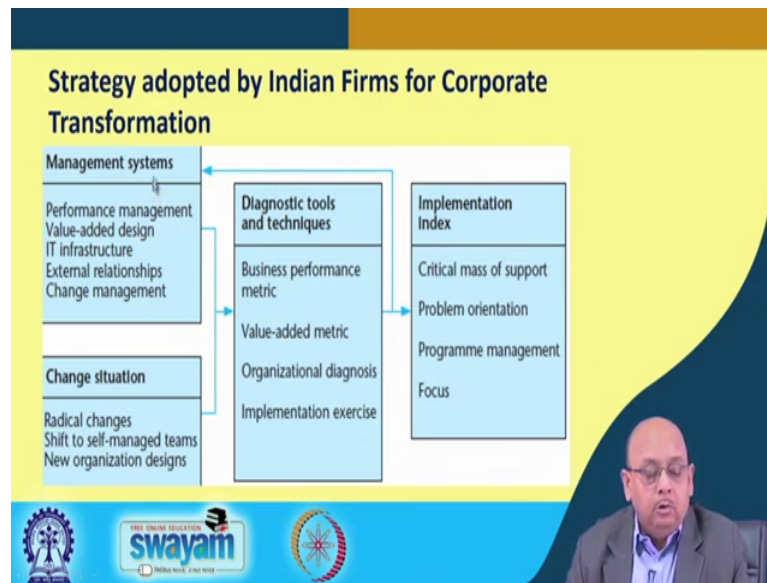 Strategy adopted by Indian Firms for Corporate
Transformation
Management systems
Performance management
Value-added design
IT infrastructure
External relationships
Change management
Change situation
Radical changes
Shift to self-managed teams
New organization designs
Diagnostic tools
and techniques
Business performance
metric
Value-added metric
Organizational diagnosis
Implementation exercise
Implementation
index
Critical mass of support
Problem orientation
Programme management
Focus
FREE ONLINE EDUCATION
swayam